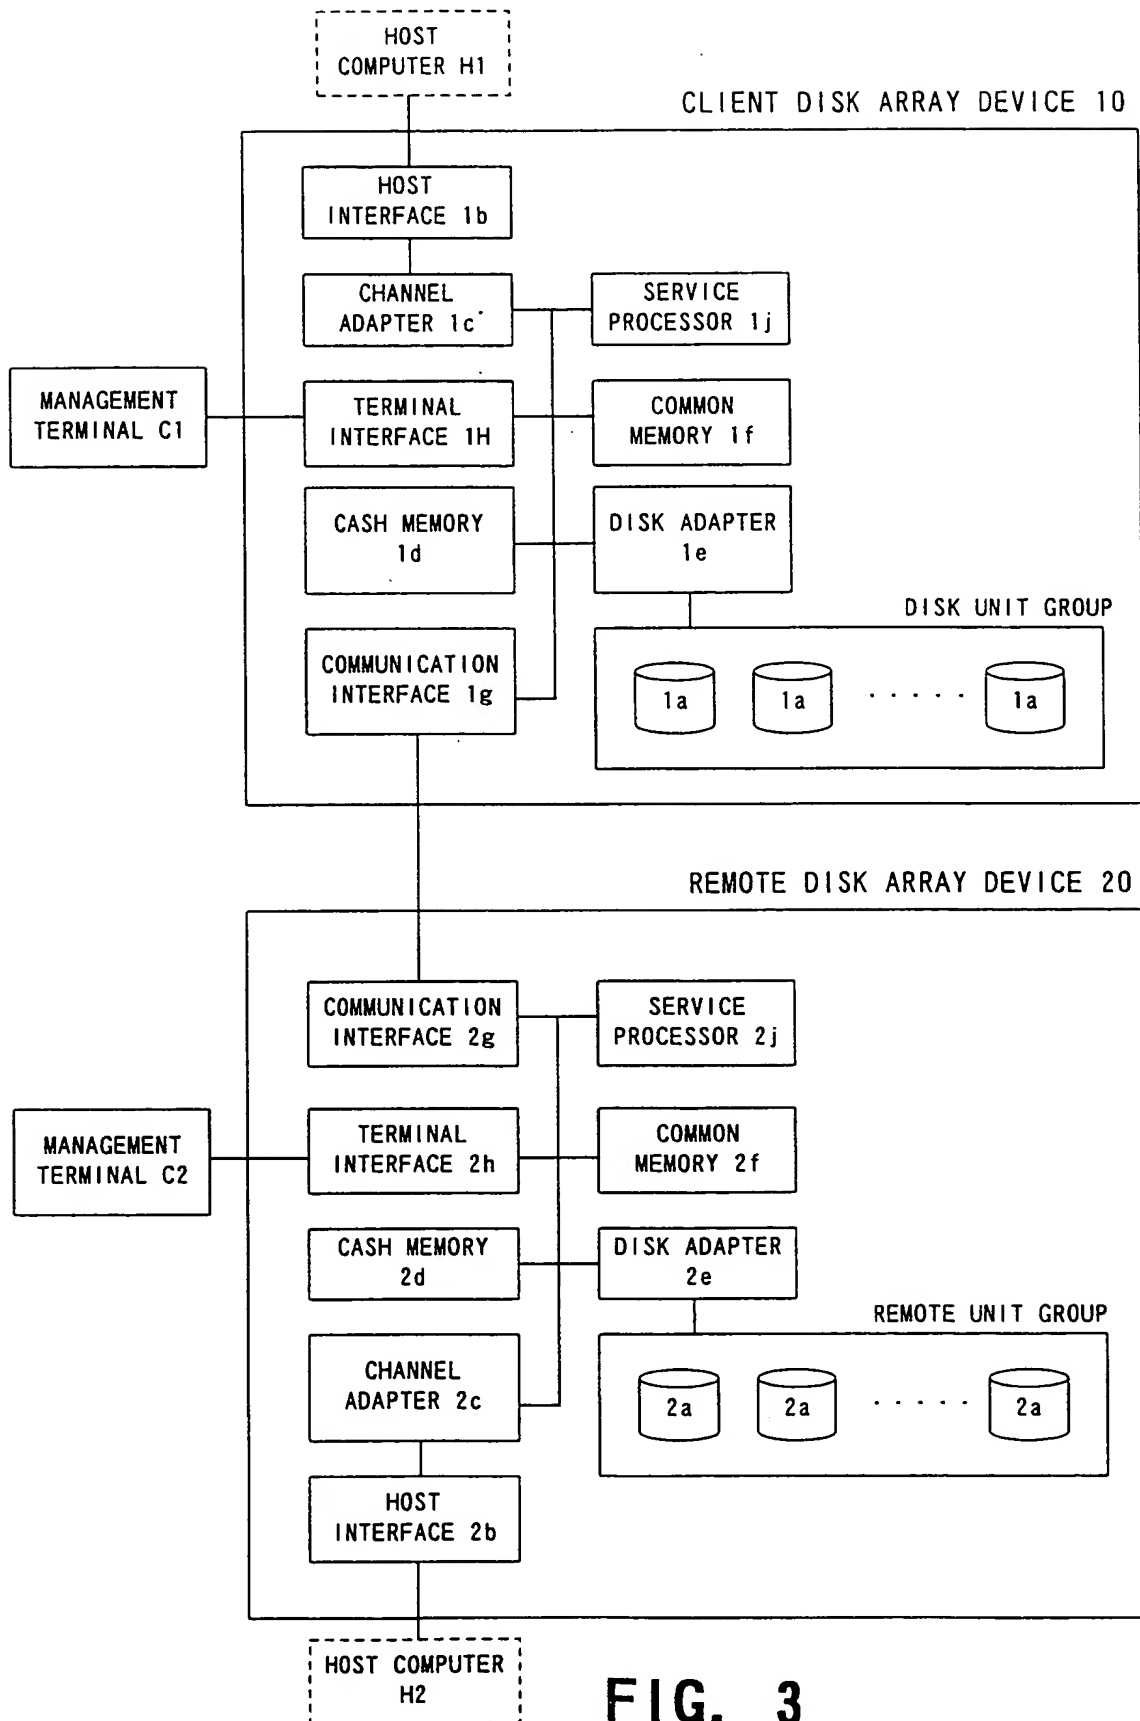 HOST
COMPUTER H1
CLIENT DISK ARRAY DEVICE 10
HOST
INTERFACE 1b
CHANNEL
ADAPTER 1c
SERVICE
PROCESSOR 1j
MANAGEMENT
TERMINAL C1
TERMINAL
INTERFACE 1H
COMMON
MEMORY 1f
CASH MEMORY
1d
DISK ADAPTER
1e
DISK UNIT GROUP
COMMUNICATION
INTERFACE 1g
1a
1a
.....
1a
REMOTE DISK ARRAY DEVICE 20
COMMUNICATION
INTERFACE 2g
SERVICE
PROCESSOR 2j
MANAGEMENT
TERMINAL C2
TERMINAL
INTERFACE 2h
COMMON
MEMORY 2f
CASH MEMORY
2d
DISK ADAPTER
2e
REMOTE UNIT GROUP
CHANNEL
ADAPTER 2c
2a
2a
.....
2a
HOST
INTERFACE 2b
HOST COMPUTER
H2
FIG. 3